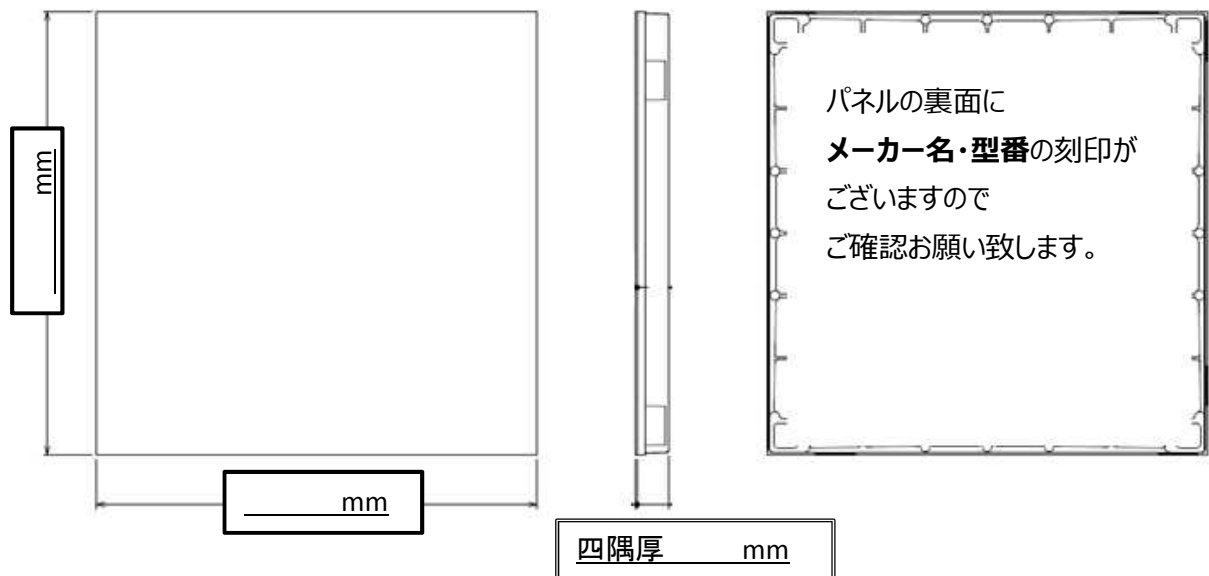 mm
パネルの裏面に
メーカー名・型番の刻印が
ございますので
ご確認お願い致します。
mm
四隅厚 mm